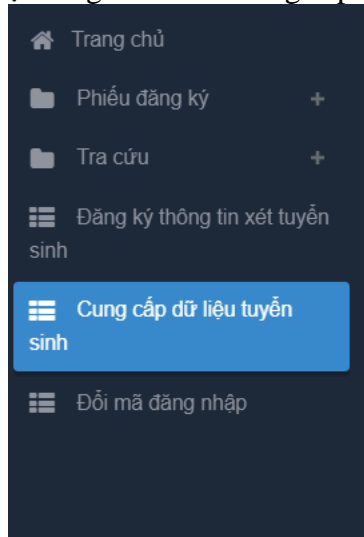 Trang chủ
Phiếu đăng ký +
Tra cứu +
Đăng ký thông tin xét tuyển
sinh
Cung cấp dữ liệu tuyển
sinh
Đổi mã đăng nhập